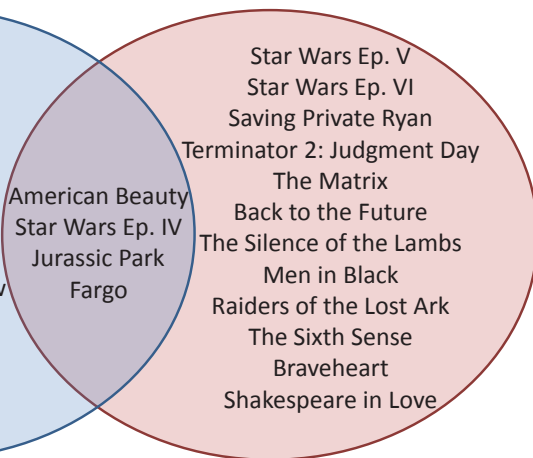 American Beauty
Star Wars Ep. IV
Jurassic Park
Fargo
Star Wars Ep. V
Star Wars Ep. VI
Saving Private Ryan
Terminator 2: Judgment Day
The Matrix
Back to the Future
The Silence of the Lambs
Men in Black
Raiders of the Lost Ark
The Sixth Sense
Braveheart
Shakespeare in Love